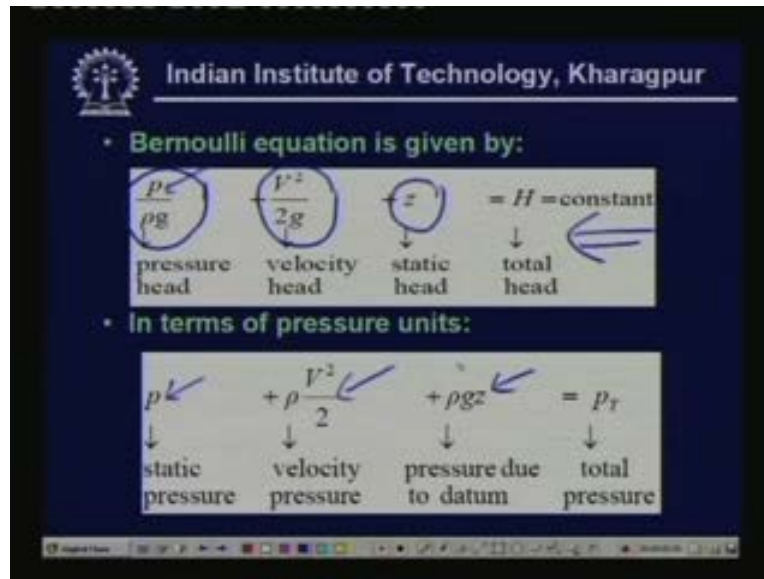 Indian Institute of Technology, Kharagpur
• Bernoulli equation is given by:
p/ρg + V²/2g + z = H = constant
↓ ↓ ↓ ↓
pressure head velocity head static head total head
• In terms of pressure units:
p + ρ V²/2 + ρgz = p_T
↓ ↓ ↓ ↓
static pressure velocity pressure pressure due to datum total pressure